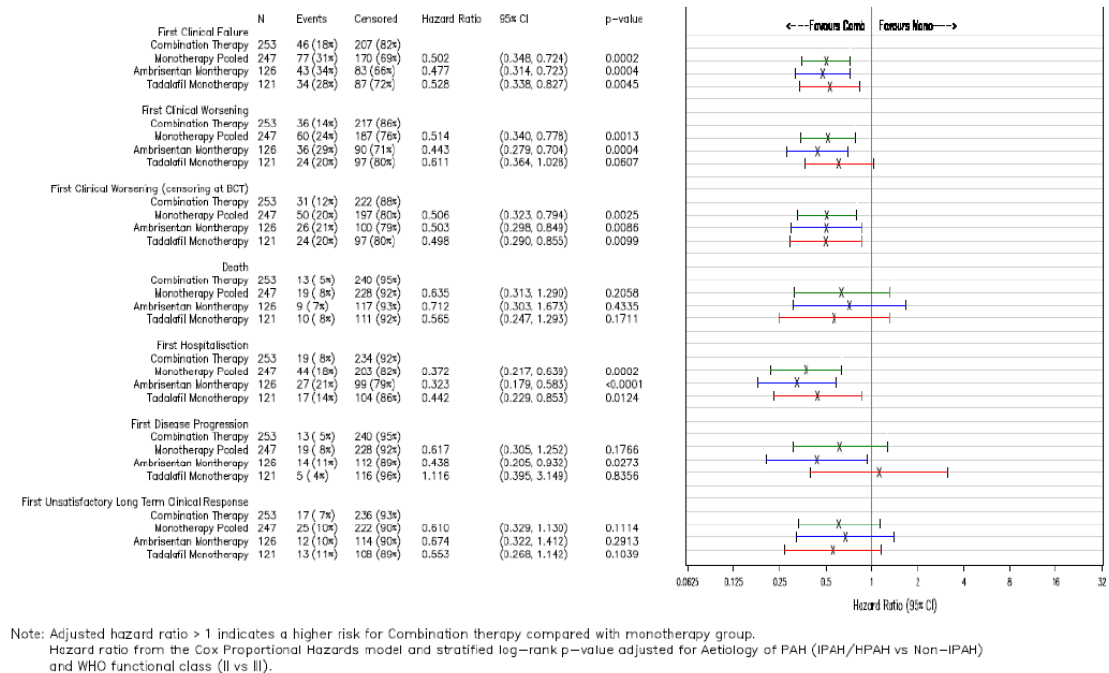 N Events Censored Hazard Ratio 95% CI p-value
<---Favours Comb Favours Mono--->
First Clinical Failure
Combination Therapy 253 46 (18%) 207 (82%)
Monotherapy Pooled 247 77 (31%) 170 (69%) 0.502 (0.348, 0.724) 0.0002
Ambrisentan Montherapy 126 43 (34%) 83 (66%) 0.477 (0.314, 0.723) 0.0004
Tadalafil Monotherapy 121 34 (28%) 87 (72%) 0.528 (0.338, 0.827) 0.0045
First Clinical Worsening
Combination Therapy 253 36 (14%) 217 (86%)
Monotherapy Pooled 247 60 (24%) 187 (76%) 0.514 (0.340, 0.778) 0.0013
Ambrisentan Montherapy 126 36 (29%) 90 (71%) 0.443 (0.279, 0.704) 0.0004
Tadalafil Monotherapy 121 24 (20%) 97 (80%) 0.611 (0.364, 1.028) 0.0607
First Clinical Worsening (censoring at BCT)
Combination Therapy 253 31 (12%) 222 (88%)
Monotherapy Pooled 247 50 (20%) 197 (80%) 0.506 (0.323, 0.794) 0.0025
Ambrisentan Montherapy 126 26 (21%) 100 (79%) 0.503 (0.298, 0.849) 0.0086
Tadalafil Monotherapy 121 24 (20%) 97 (80%) 0.498 (0.290, 0.855) 0.0099
Death
Combination Therapy 253 13 ( 5%) 240 (95%)
Monotherapy Pooled 247 19 ( 8%) 228 (92%) 0.635 (0.313, 1.290) 0.2058
Ambrisentan Montherapy 126 9 ( 7%) 117 (93%) 0.712 (0.303, 1.673) 0.4335
Tadalafil Monotherapy 121 10 ( 8%) 111 (92%) 0.565 (0.247, 1.293) 0.1711
First Hospitalisation
Combination Therapy 253 19 ( 8%) 234 (92%)
Monotherapy Pooled 247 44 (18%) 203 (82%) 0.372 (0.217, 0.639) 0.0002
Ambrisentan Montherapy 126 27 (21%) 99 (79%) 0.323 (0.179, 0.583) <0.0001
Tadalafil Monotherapy 121 17 (14%) 104 (86%) 0.442 (0.229, 0.853) 0.0124
First Disease Progression
Combination Therapy 253 13 ( 5%) 240 (95%)
Monotherapy Pooled 247 19 ( 8%) 228 (92%) 0.617 (0.305, 1.252) 0.1766
Ambrisentan Montherapy 126 14 (11%) 112 (89%) 0.438 (0.205, 0.932) 0.0273
Tadalafil Monotherapy 121 5 ( 4%) 116 (96%) 1.116 (0.395, 3.149) 0.8356
First Unsatisfactory Long Term Clinical Response
Combination Therapy 253 17 ( 7%) 236 (93%)
Monotherapy Pooled 247 25 (10%) 222 (90%) 0.610 (0.329, 1.130) 0.1114
Ambrisentan Montherapy 126 12 (10%) 114 (90%) 0.674 (0.322, 1.412) 0.2913
Tadalafil Monotherapy 121 13 (11%) 108 (89%) 0.553 (0.268, 1.142) 0.1039
0.0625 0.125 0.25 0.5 1 2 4 8 16 32
Hazard Ratio (95% CI)
Note: Adjusted hazard ratio > 1 indicates a higher risk for Combination therapy compared with monotherapy group.
Hazard ratio from the Cox Proportional Hazards model and stratified log-rank p-value adjusted for Aetiology of PAH (IPAH/HPAH vs Non-IPAH)
and WHO functional class (II vs III).